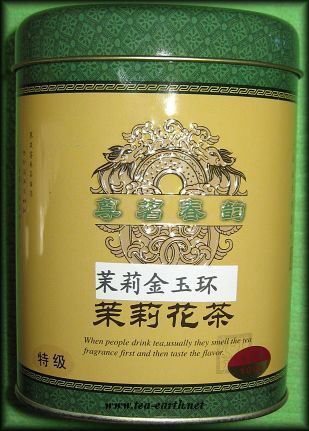 尊茗春韵
茉莉金玉环
茉莉花茶
When people drink tea,usually they smell the tea
fragrance first and then taste the flavor.
特级
www.tea-earth.net